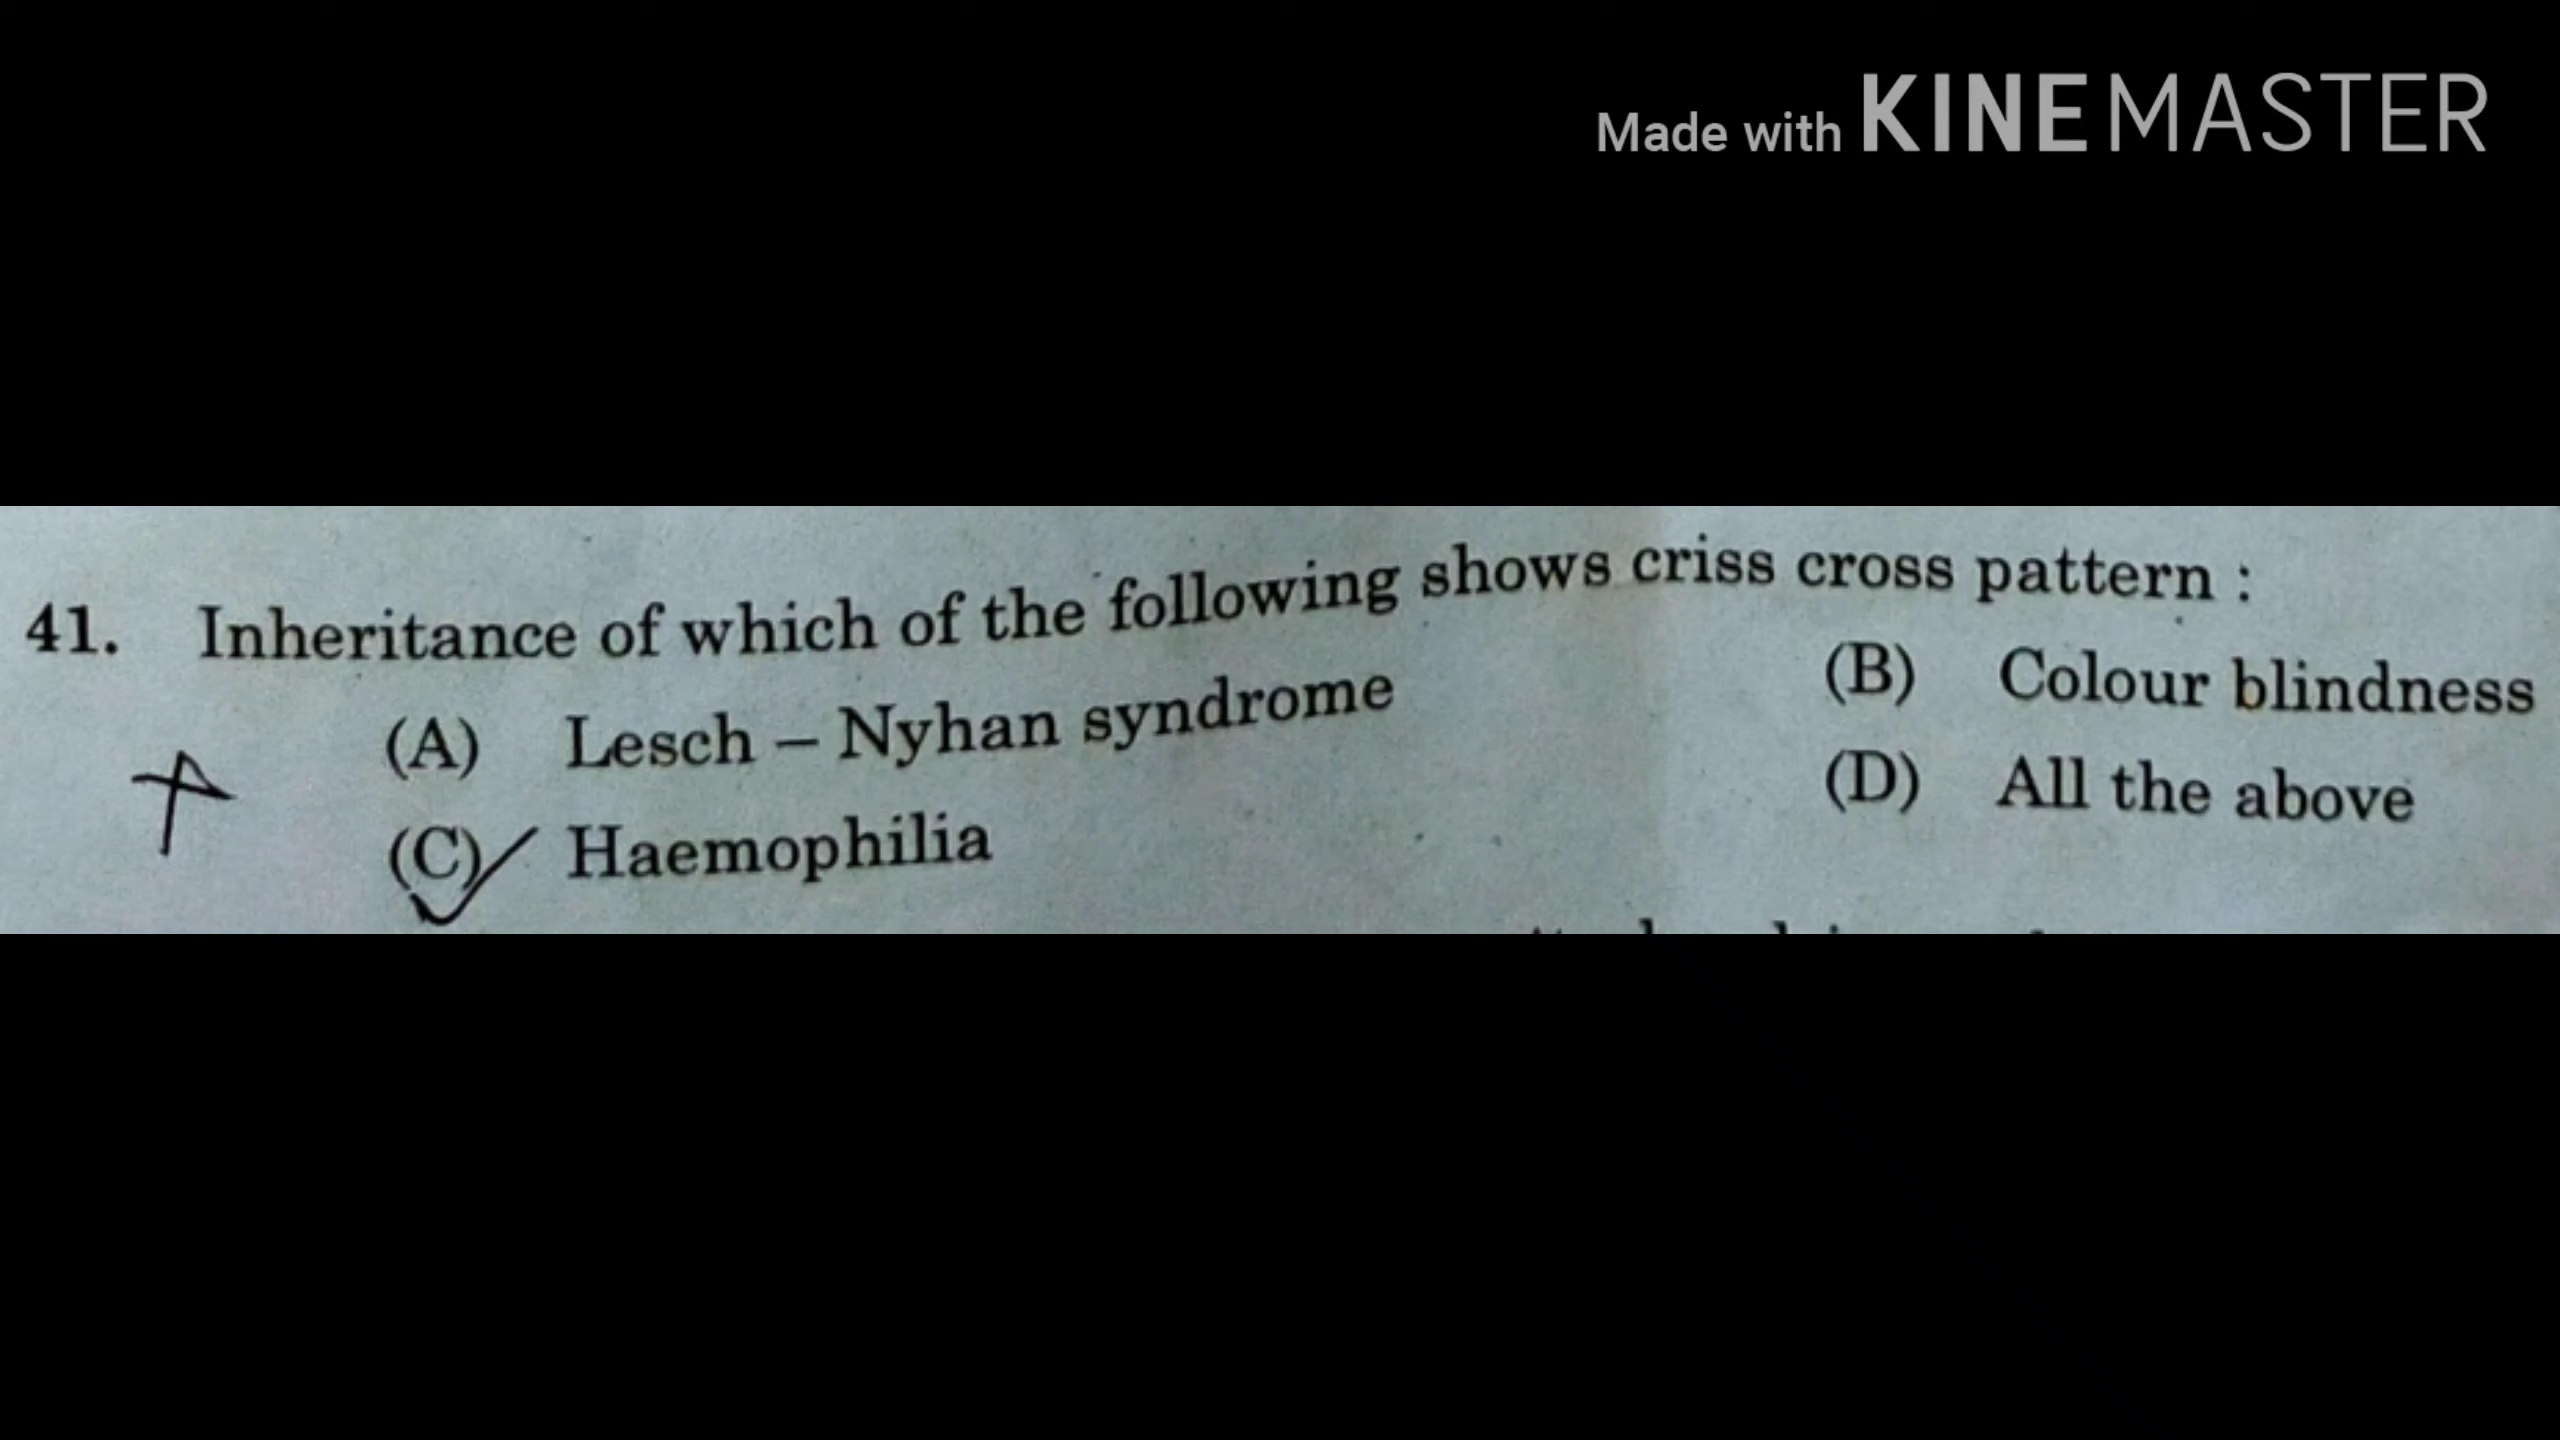 Made with KINEMASTER
41. Inheritance of which of the following shows criss cross pattern :
(A) Lesch – Nyhan syndrome (B) Colour blindness
(C) Haemophilia (D) All the above